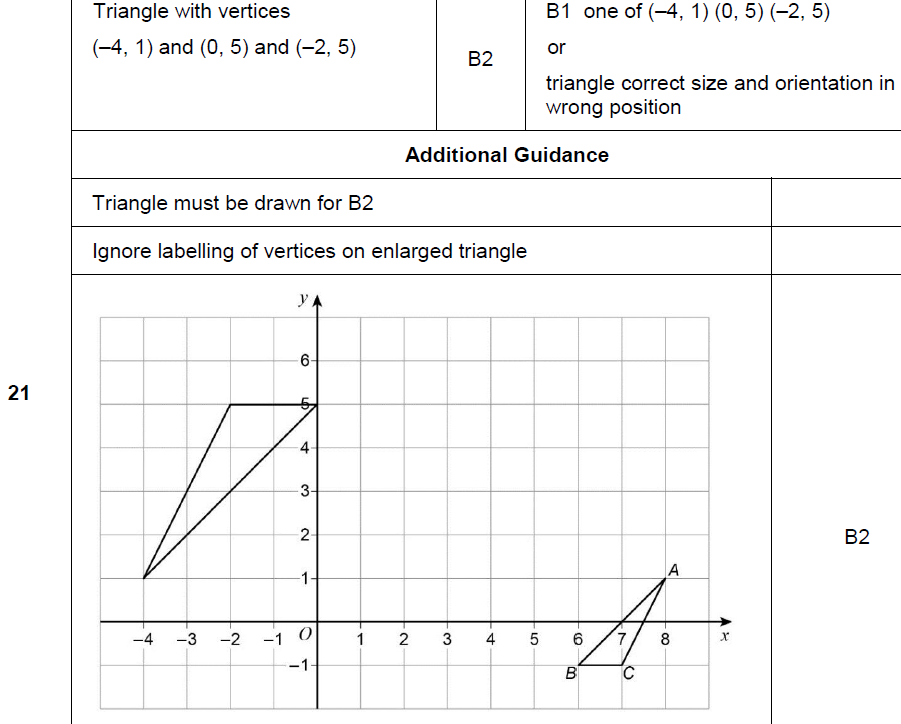 Triangle with vertices
(–4, 1) and (0, 5) and (–2, 5)
B2
B1 one of (–4, 1) (0, 5) (–2, 5)
or
triangle correct size and orientation in
wrong position
Additional Guidance
Triangle must be drawn for B2
Ignore labelling of vertices on enlarged triangle
21
y
6
5
4
3
2
1
A
–4 –3 –2 –1 O 1 2 3 4 5 6 7 8 x
–1
B C
B2